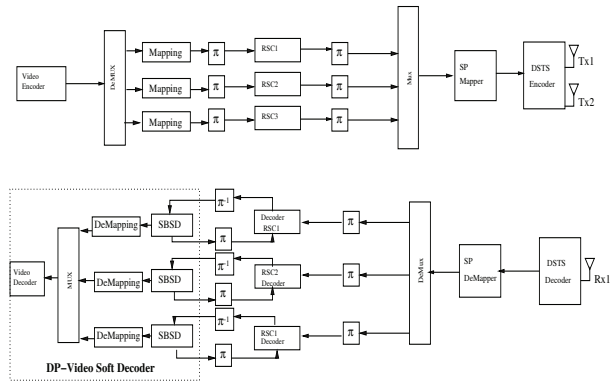 Video
Encoder
DeMUX
Mapping
π
RSC1
π
Mapping
π
RSC2
π
Mapping
π
RSC3
π
Mux
SP
Mapper
DSTS
Encoder
Tx1
Tx2
Video
Decoder
MUX
DeMapping
SBSD
π-1
π
Decoder
RSC1
π
DeMapping
SBSD
π-1
π
RSC2
Decoder
π
DeMapping
SBSD
π-1
π
RSC1
Decoder
π
DeMux
SP
DeMapper
DSTS
Decoder
Rx1
DP-Video Soft Decoder